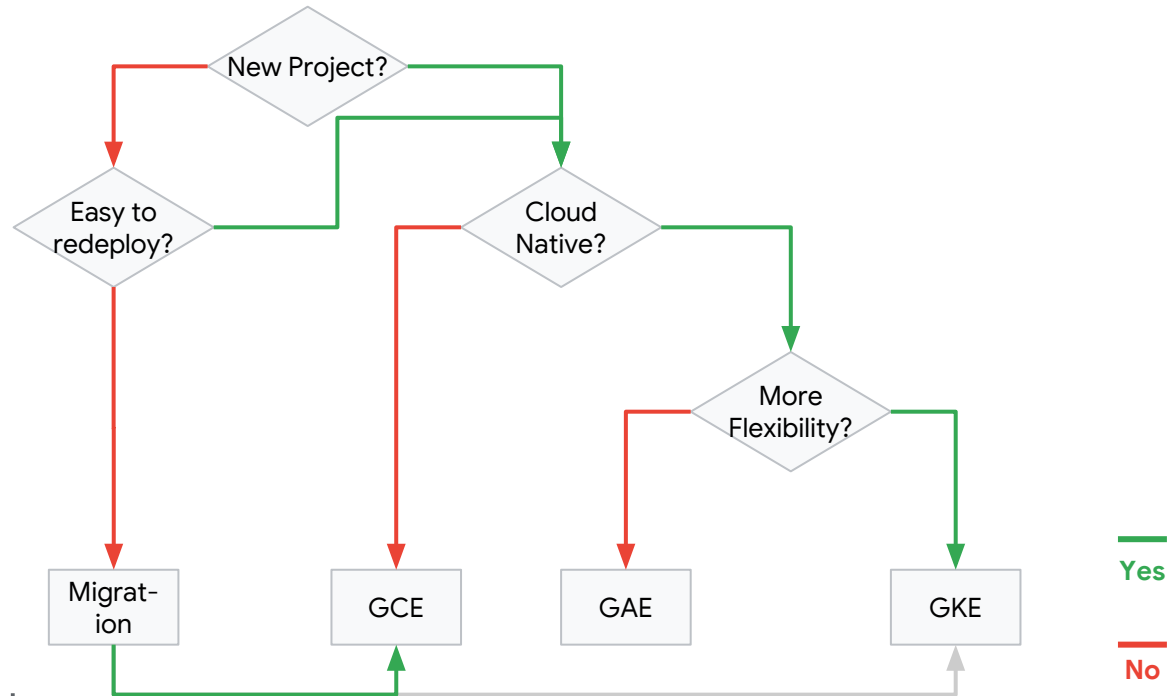 New Project?
Easy to
redeploy?
Cloud
Native?
More
Flexibility?
Migrat-
ion
GCE
GAE
GKE
Yes
No